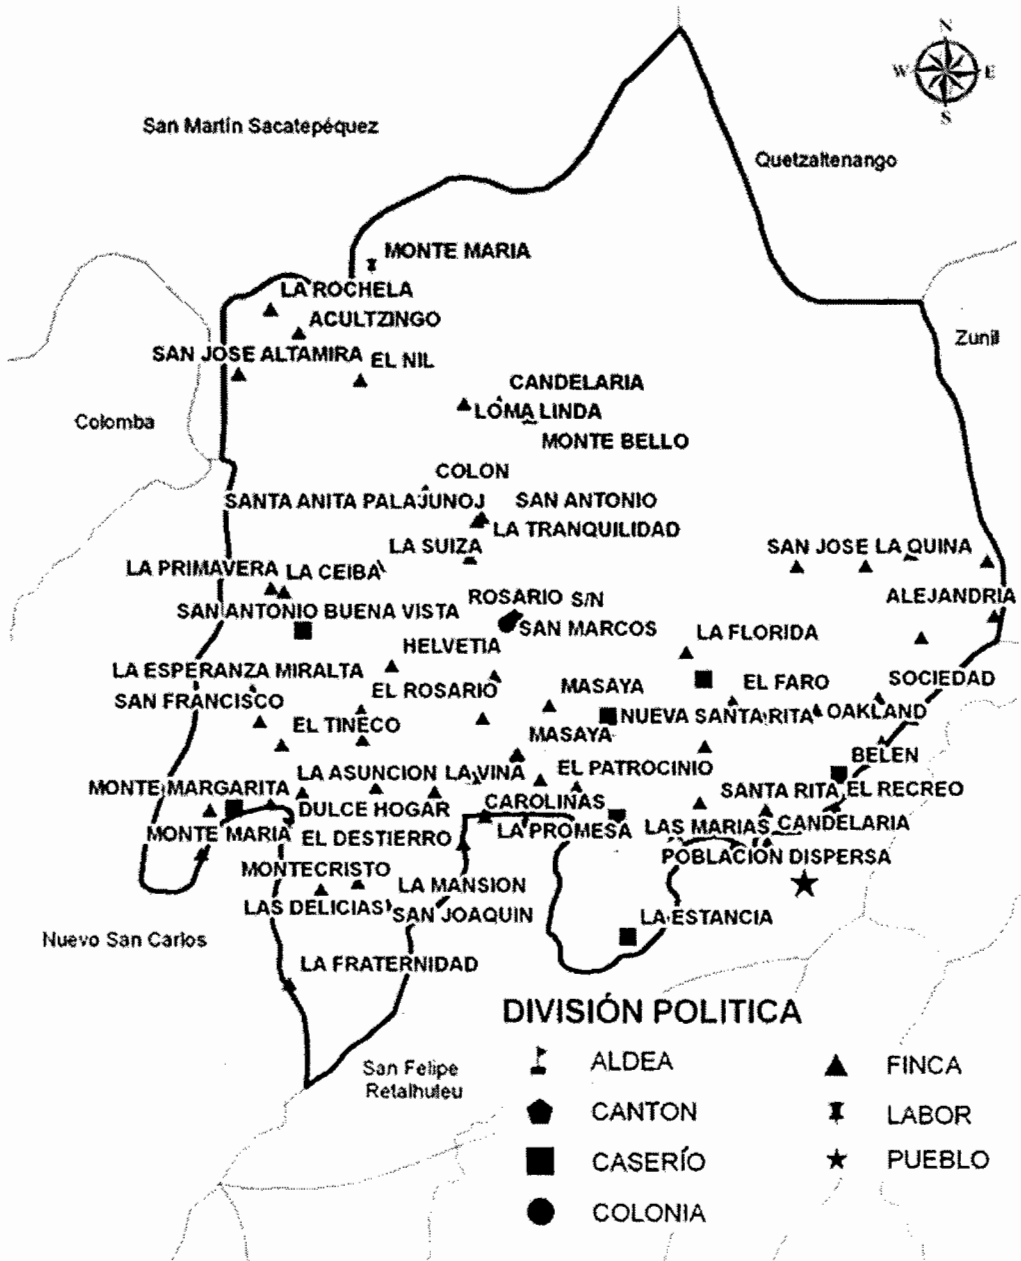 N
W E
S
San Martín Sacatepéquez
Quetzaltenango
MONTE MARIA
LA ROCHELA
ACULTZINGO
Zunil
SAN JOSE ALTAMIRA
EL NIL
CANDELARIA
LOMA LINDA
Colomba
MONTE BELLO
COLON
SANTA ANITA PALAJUNOJ
SAN ANTONIO
LA TRANQUILIDAD
LA SUIZA
SAN JOSE LA QUINA
LA PRIMAVERA
LA CEIBA
ALEJANDRIA
SAN ANTONIO BUENA VISTA
ROSARIO S/N
SAN MARCOS
LA FLORIDA
HELVETIA
LA ESPERANZA MIRALTA
SOCIEDAD
EL ROSARIO
MASAYA
EL FARO
SAN FRANCISCO
NUEVA SANTA RITA
OAKLAND
EL TINECO
MASAYA
BELEN
LA ASUNCION
LA VINA
EL PATROCINIO
MONTE MARGARITA
SANTA RITA
EL RECREO
DULCE HOGAR
CAROLINAS
MONTE MARIA
EL DESTIERRO
LA PROMESA
LAS MARIAS
CANDELARIA
POBLACION DISPERSA
MONTECRISTO
LA MANSION
LAS DELICIAS
SAN JOAQUIN
LA ESTANCIA
Nuevo San Carlos
LA FRATERNIDAD
DIVISIÓN POLITICA
San Felipe
Retalhuleu
ALDEA
CANTON
CASERÍO
COLONIA
FINCA
LABOR
PUEBLO